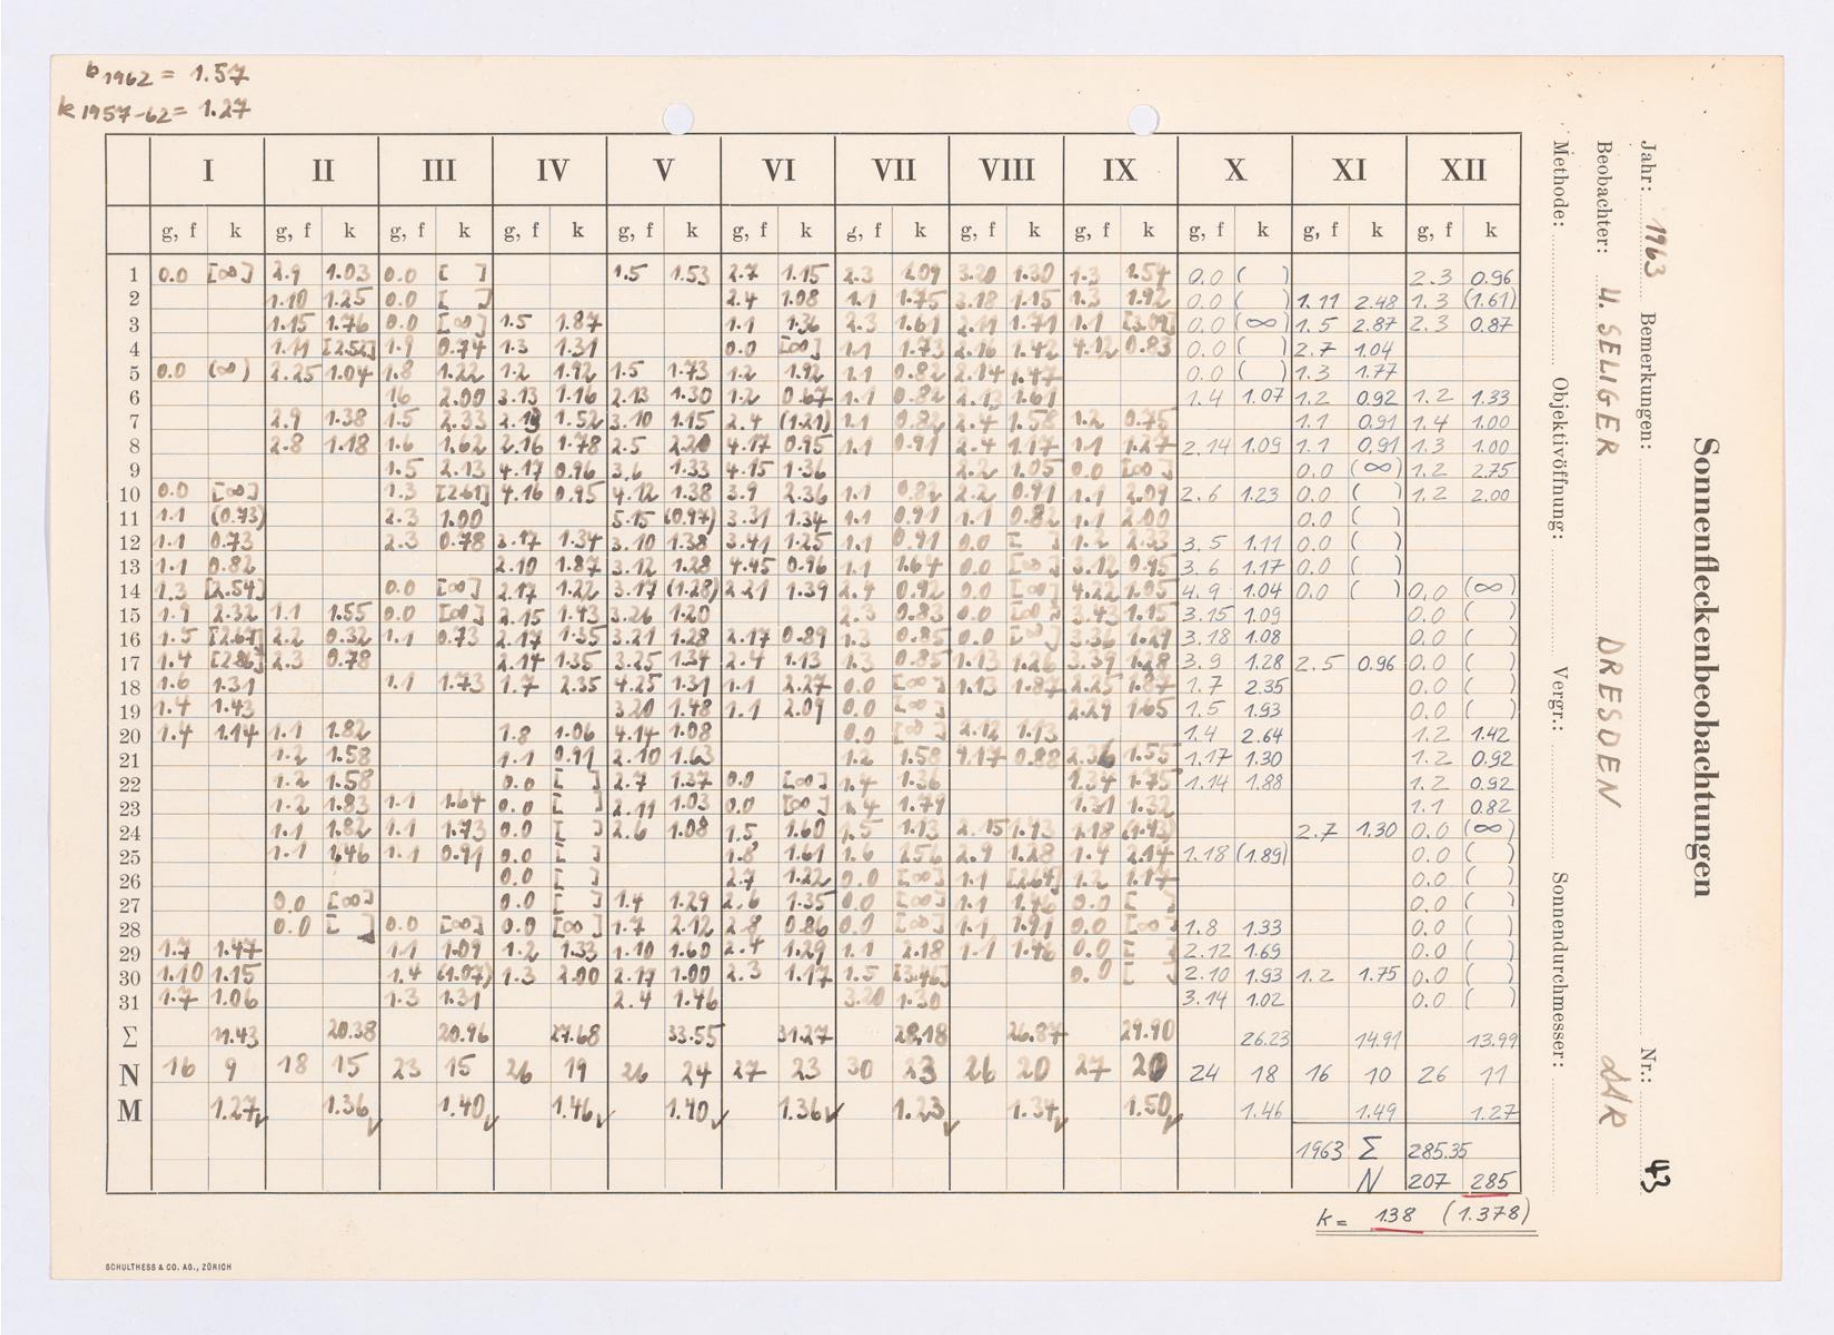 k 1962 = 1.57
k 1957-62 = 1.27
I II III IV V VI VII VIII IX X XI XII
g, f k g, f k g, f k g, f k g, f k g, f k g, f k g, f k g, f k g, f k g, f k g, f k
1 0.0 [∞] 2.9 1.03 0.0 [ ] 1.5 1.53 2.7 1.15 2.3 1.09 3.20 1.30 1.3 1.54 0.0 ( ) 2.3 0.96
2 1.10 1.25 0.0 [ ] 2.4 1.08 1.1 1.75 3.18 1.15 1.3 1.92 0.0 ( ) 1.11 2.48 1.3 (1.61)
3 1.15 1.76 0.0 [∞] 1.5 1.87 1.1 1.36 2.3 1.61 2.11 1.71 1.1 [3.09] 0.0 (∞) 1.5 2.87 2.3 0.87
4 1.11 [2.52] 1.9 0.74 1.3 1.31 0.0 [∞] 1.1 1.73 2.16 1.42 4.12 0.83 0.0 ( ) 2.7 1.04
5 0.0 (∞) 2.25 1.04 1.8 1.22 1.2 1.92 1.5 1.73 1.2 1.92 1.1 0.82 2.14 1.47 0.0 ( ) 1.3 1.77
6 1.6 2.00 3.13 1.16 2.13 1.30 1.2 0.67 1.1 0.82 2.13 1.61 1.4 1.07 1.2 0.92 1.2 1.33
7 2.9 1.38 1.5 2.33 2.13 1.52 3.10 1.15 2.4 (1.21) 1.1 0.82 2.4 1.58 1.2 0.75 1.1 0.91 1.4 1.00
8 2.8 1.18 1.6 1.62 2.16 1.78 2.5 2.20 4.17 0.95 1.1 0.91 2.4 1.17 1.1 1.27 2.14 1.09 1.1 0.91 1.3 1.00
9 1.5 2.13 4.17 0.96 3.6 1.33 4.15 1.36 2.2 1.05 0.0 [∞] 0.0 (∞) 1.2 2.75
10 0.0 [∞] 1.3 [2.61] 4.16 0.95 4.12 1.38 3.9 2.36 1.1 0.82 2.2 0.91 1.1 2.09 2.6 1.23 0.0 ( ) 1.2 2.00
11 1.1 (0.73) 2.3 1.00 5.15 (0.97) 3.31 1.34 1.1 0.91 1.1 0.82 1.1 2.00 0.0 ( )
12 1.1 0.73 2.3 0.78 3.17 1.34 3.10 1.38 3.41 1.25 1.1 0.91 0.0 [ ] 1.2 2.33 3.5 1.11 0.0 ( )
13 1.1 0.82 2.10 1.87 3.12 1.28 4.45 0.96 1.1 1.64 0.0 [∞] 3.12 0.95 3.6 1.17 0.0 ( )
14 1.3 [2.54] 0.0 [∞] 2.17 1.22 3.17 (1.28) 2.21 1.39 2.4 0.92 0.0 [∞] 4.22 1.05 4.9 1.04 0.0 ( ) 0.0 (∞)
15 1.9 2.32 1.1 1.55 0.0 [∞] 2.15 1.43 3.26 1.20 2.3 0.83 0.0 [∞] 3.43 1.15 3.15 1.09 0.0 ( )
16 1.5 [2.67] 2.2 0.32 1.1 0.73 2.17 1.35 3.21 1.28 2.17 0.89 1.3 0.85 0.0 [∞] 3.36 1.29 3.18 1.08 0.0 ( )
17 1.4 [2.86] 2.3 0.78 2.14 1.35 3.25 1.34 2.4 1.13 1.3 0.85 1.13 1.26 3.39 1.28 3.9 1.28 2.5 0.96 0.0 ( )
18 1.6 1.31 1.1 1.73 1.7 2.35 4.25 1.31 1.1 2.27 0.0 [∞] 1.13 1.87 2.25 1.87 1.7 2.35 0.0 ( )
19 1.4 1.43 3.20 1.48 1.1 2.09 0.0 [∞] 2.29 1.65 1.5 1.93 0.0 ( )
20 1.4 1.14 1.1 1.82 1.8 1.06 4.14 1.08 0.0 [∞] 2.12 1.13 1.4 2.64 1.2 1.42
21 1.2 1.58 1.1 0.91 2.10 1.63 1.2 1.58 4.17 0.88 2.36 1.55 1.17 1.30 1.2 0.92
22 1.2 1.58 0.0 [ ] 2.7 1.37 0.0 [∞] 1.4 1.36 1.34 1.75 1.14 1.88 1.2 0.92
23 1.2 1.83 1.1 1.64 0.0 [ ] 2.11 1.03 0.0 [∞] 1.4 1.79 1.31 1.32 1.1 0.82
24 1.1 1.82 1.1 1.73 0.0 [ ] 2.6 1.08 1.5 1.60 1.5 1.13 2.15 1.43 1.18 (1.43) 2.7 1.30 0.0 (∞)
25 1.1 1.46 1.1 0.91 0.0 [ ] 1.8 1.61 1.6 2.56 2.9 1.28 1.4 2.14 1.18 (1.89) 0.0 ( )
26 0.0 [ ] 2.7 1.22 0.0 [∞] 1.1 [2.64] 1.2 1.17 0.0 ( )
27 0.0 [∞] 0.0 [ ] 1.4 1.29 2.6 1.35 0.0 [∞] 1.1 1.46 0.0 [ ] 0.0 ( )
28 0.0 [ ] 0.0 [∞] 0.0 [∞] 1.7 2.12 2.8 0.86 0.0 [∞] 1.1 1.91 0.0 [∞] 1.8 1.33 0.0 ( )
29 1.7 1.47 1.1 1.09 1.2 1.33 1.10 1.60 2.4 1.29 1.1 2.18 1.1 1.46 0.0 [ ] 2.12 1.69 0.0 ( )
30 1.10 1.15 1.4 (1.07) 1.3 2.00 2.17 1.00 2.3 1.17 1.5 [3.46] 0.0 [ ] 2.10 1.93 1.2 1.75 0.0 ( )
31 1.7 1.06 1.3 1.31 2.4 1.46 3.20 1.30 3.14 1.02 0.0 ( )
Σ 11.43 20.38 20.96 27.68 33.55 31.27 28.18 26.87 29.90 26.23 14.91 13.99
N 16 9 18 15 23 15 26 19 26 24 27 23 30 23 26 20 27 20 24 18 16 10 26 11
M 1.27✓ 1.36✓ 1.40✓ 1.46✓ 1.40✓ 1.36✓ 1.23✓ 1.34✓ 1.50✓ 1.46 1.49 1.27
1963 Σ 285.35
N 207 285
k = 138 (1.378)
SCHULTHESS & CO. AG., ZÜRICH
Sonnenfleckenbeobachtungen
Jahr: 1963 Bemerkungen: Nr.: 43
Beobachter: U. SELIGER DRESDEN DDR
Methode: Objektivöffnung: Vergr.: Sonnendurchmesser: